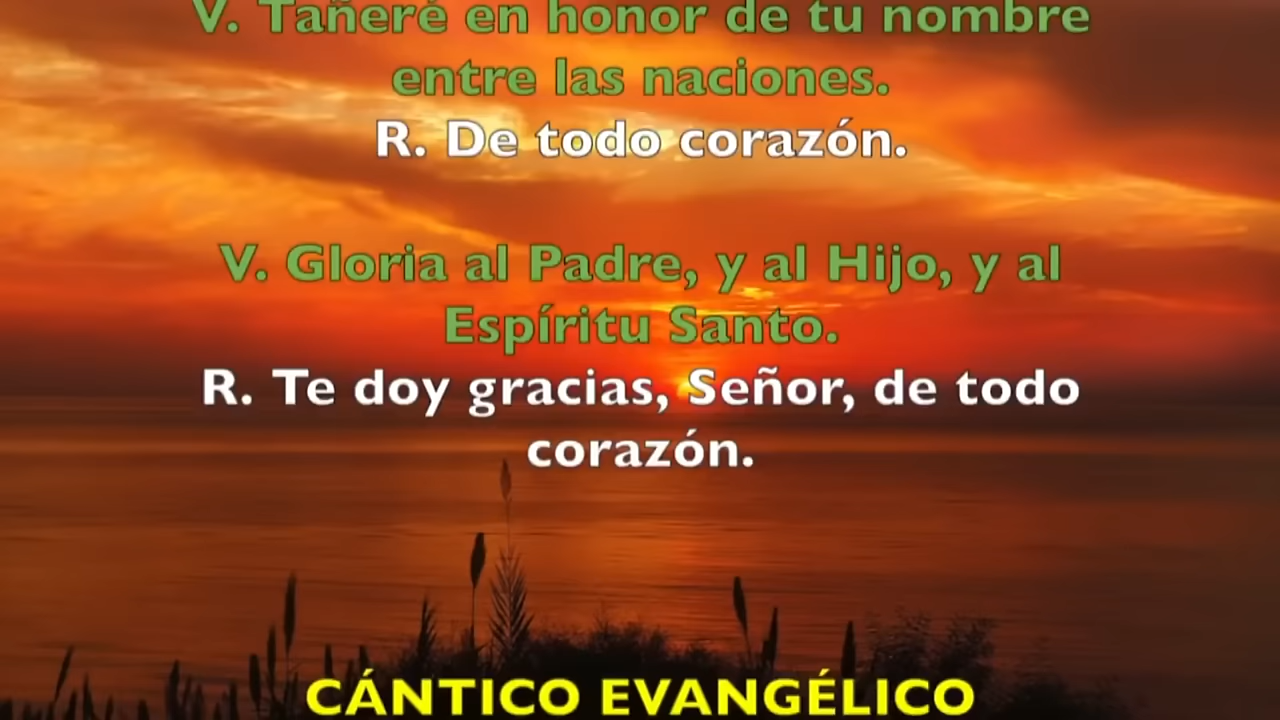 V. Tañeré en honor de tu nombre
entre las naciones.
R. De todo corazón.
V. Gloria al Padre, y al Hijo, y al
Espíritu Santo.
R. Te doy gracias, Señor, de todo
corazón.
CÁNTICO EVANGÉLICO